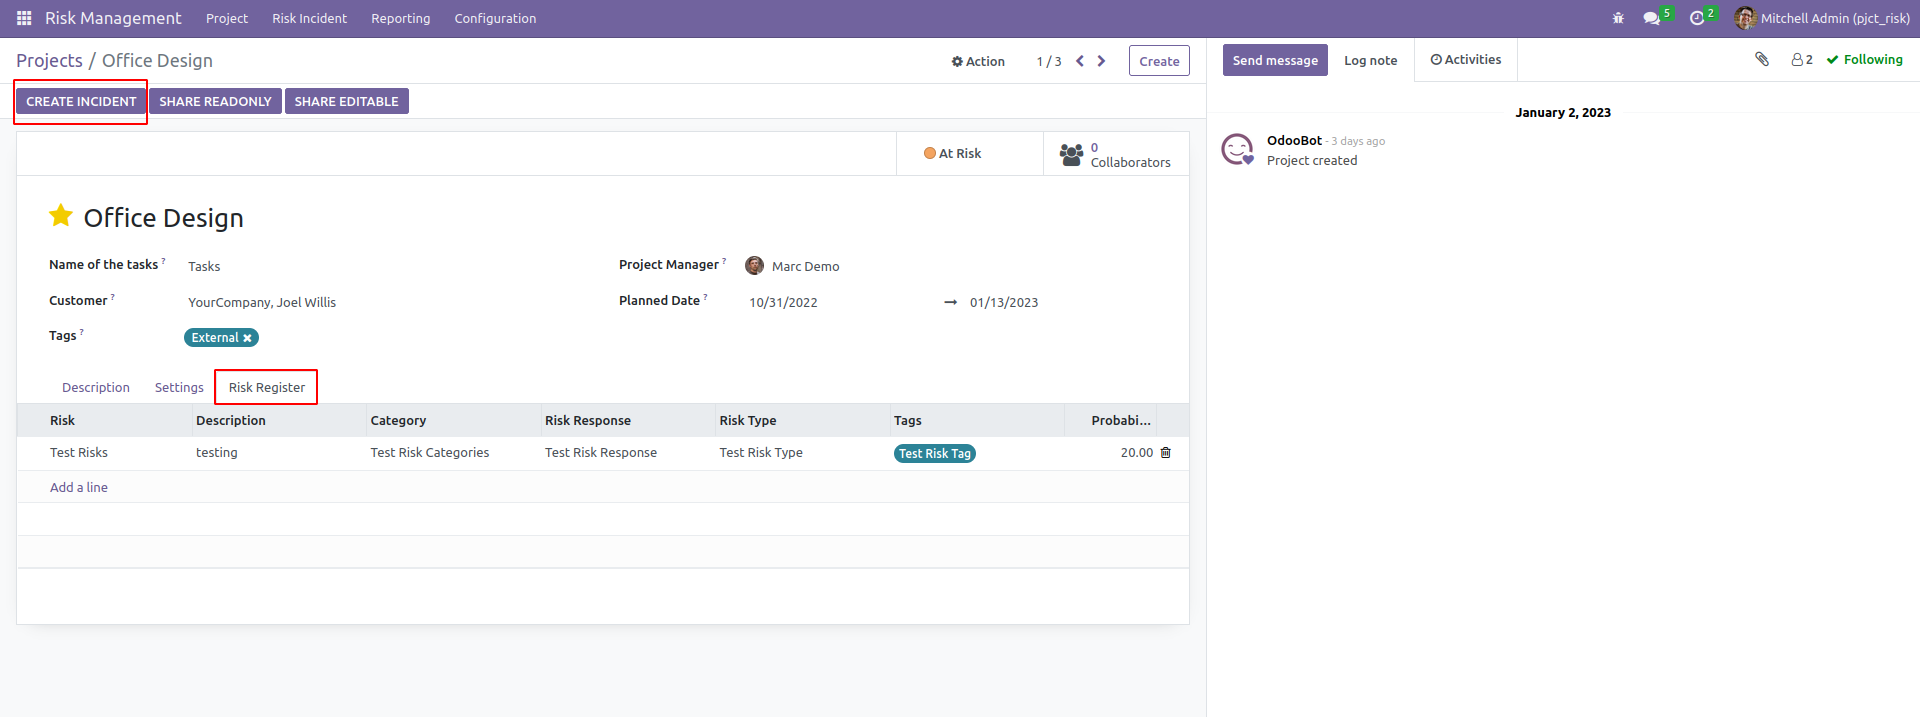 Risk Management Project Risk Incident Reporting Configuration 5 2 Mitchell Admin (pjct_risk)
Projects / Office Design Action 1 / 3 Create
CREATE INCIDENT SHARE READONLY SHARE EDITABLE
At Risk 0 Collaborators
Office Design
Name of the tasks ? Tasks Project Manager ? Marc Demo
Customer ? YourCompany, Joel Willis Planned Date ? 10/31/2022 → 01/13/2023
Tags ? External ×
Description Settings Risk Register
Risk Description Category Risk Response Risk Type Tags Probabi...
Test Risks testing Test Risk Categories Test Risk Response Test Risk Type Test Risk Tag 20.00
Add a line
Send message Log note Activities 2 Following
January 2, 2023
OdooBot - 3 days ago
Project created